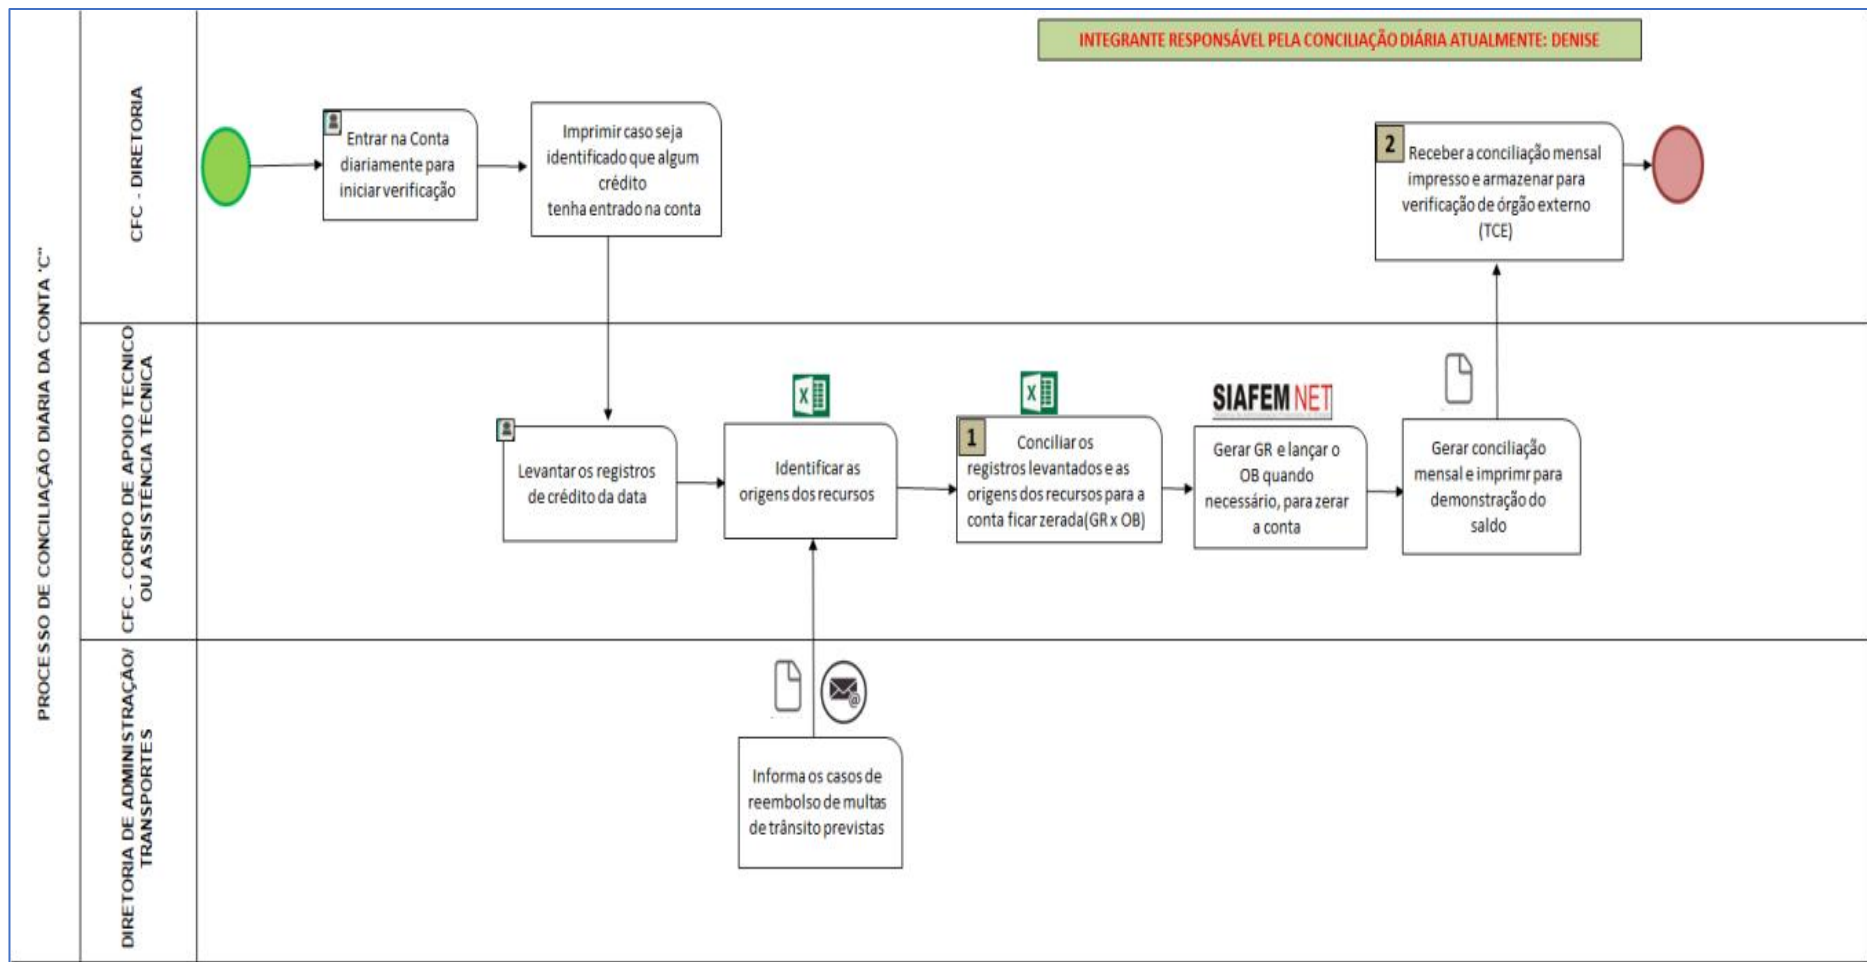 PROCESSO DE CONCILIAÇÃO DIÁRIA DA CONTA 'C"
INTEGRANTE RESPONSÁVEL PELA CONCILIAÇÃO DIÁRIA ATUALMENTE: DENISE
CFC - DIRETORIA
Entrar na Conta
diariamente para
iniciar verificação
Imprimir caso seja
identificado que algum
crédito
tenha entrado na conta
2
Receber a conciliação mensal
impresso e armazenar para
verificação de órgão externo
(TCE)
CFC - CORPO DE APOIO TECNICO
OU ASSISTÊNCIA TÉCNICA
Levantar os registros
de crédito da data
X
Identificar as
origens dos recursos
X
1
Conciliar os
registros levantados e as
origens dos recursos para a
conta ficar zerada(GR x OB)
SIAFEM NET
Gerar GR e lançar o
OB quando
necessário, para zerar
a conta
Gerar conciliação
mensal e imprimr para
demonstração do
saldo
DIRETORIA DE ADMINISTRAÇÃO/
TRANSPORTES
@
Informa os casos de
reembolso de multas
de trânsito previstas